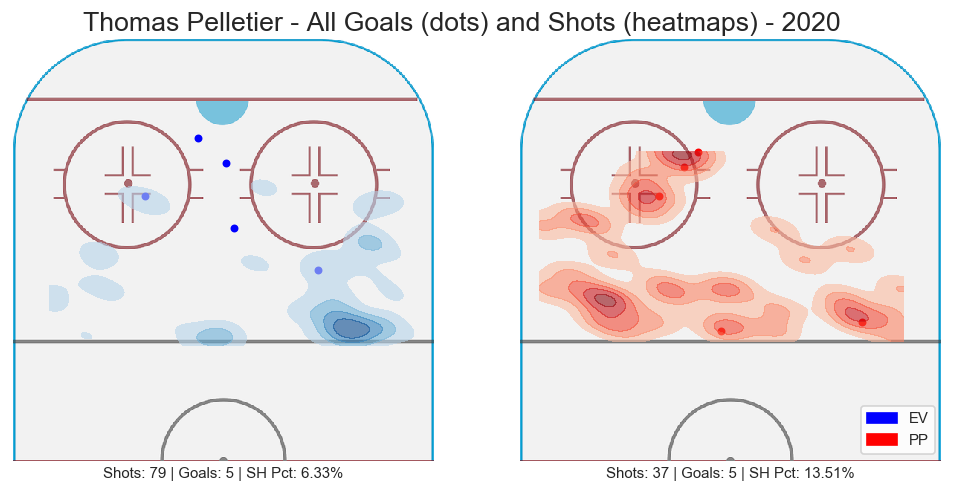 Thomas Pelletier - All Goals (dots) and Shots (heatmaps) - 2020
EV
PP
Shots: 79 | Goals: 5 | SH Pct: 6.33%
Shots: 37 | Goals: 5 | SH Pct: 13.51%